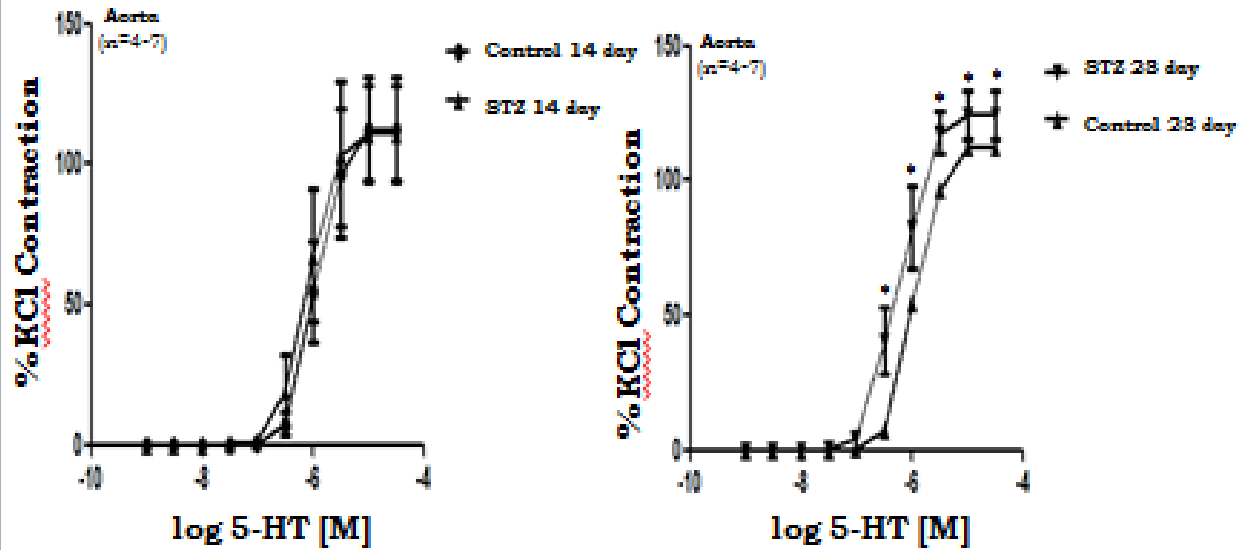 Aorta
(n=4-7)
Control 14 day
STZ 14 day
150
100
50
0
-10
-8
-6
-4
%KCl Contraction
log 5-HT [M]
Aorta
(n=4-7)
STZ 28 day
Control 28 day
150
100
50
0
-10
-8
-6
-4
%KCl Contraction
log 5-HT [M]